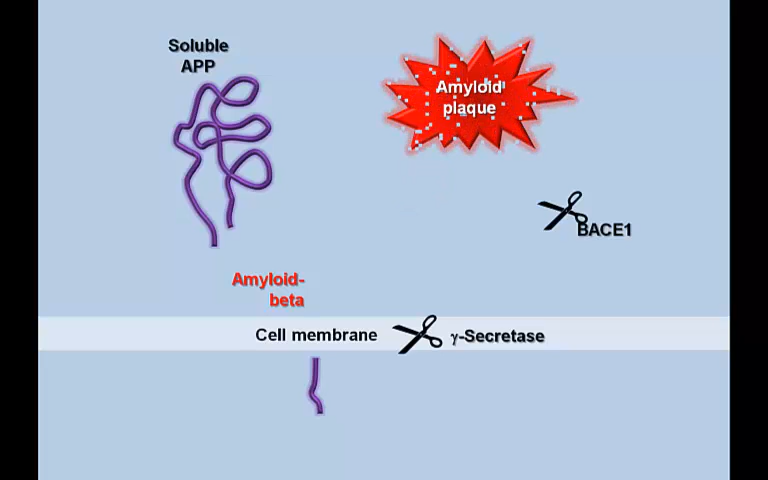 Soluble
APP
Amyloid
plaque
BACE1
Amyloid-
beta
Cell membrane
γ-Secretase